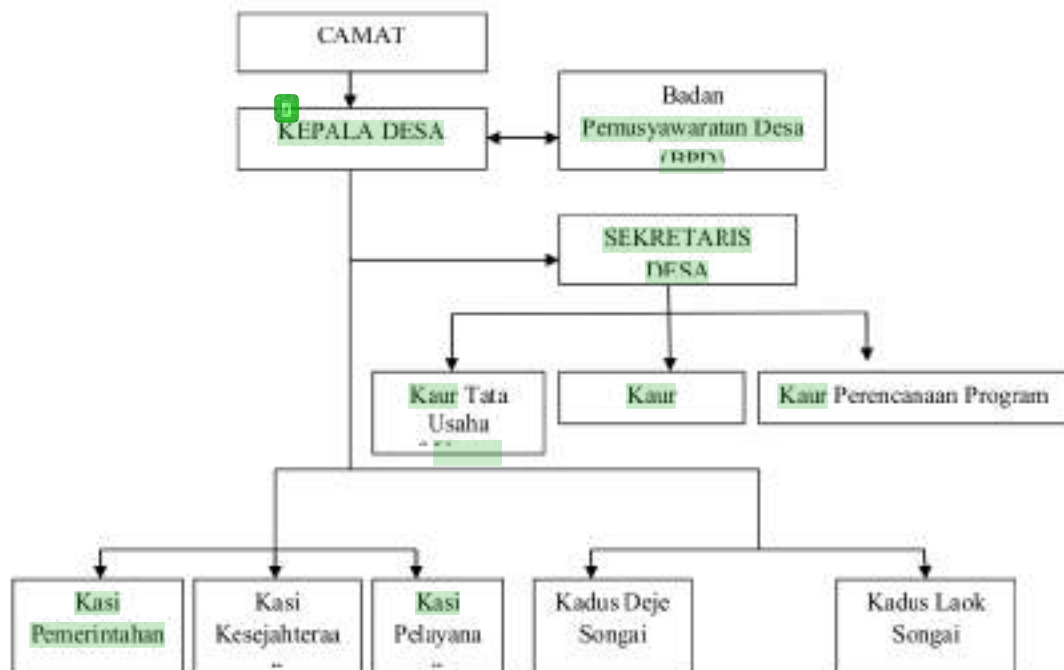 CAMAT
KEPALA DESA
Badan
Pemusyawaratan Desa
(BPD)
SEKRETARIS
DESA
Kaur Tata
Usaha
Kaur
Kaur Perencanaan Program
Kasi
Pemerintahan
Kasi
Kesejahteraa
Kasi
Pelayana
Kadus Deje
Songai
Kadus Laok
Songai